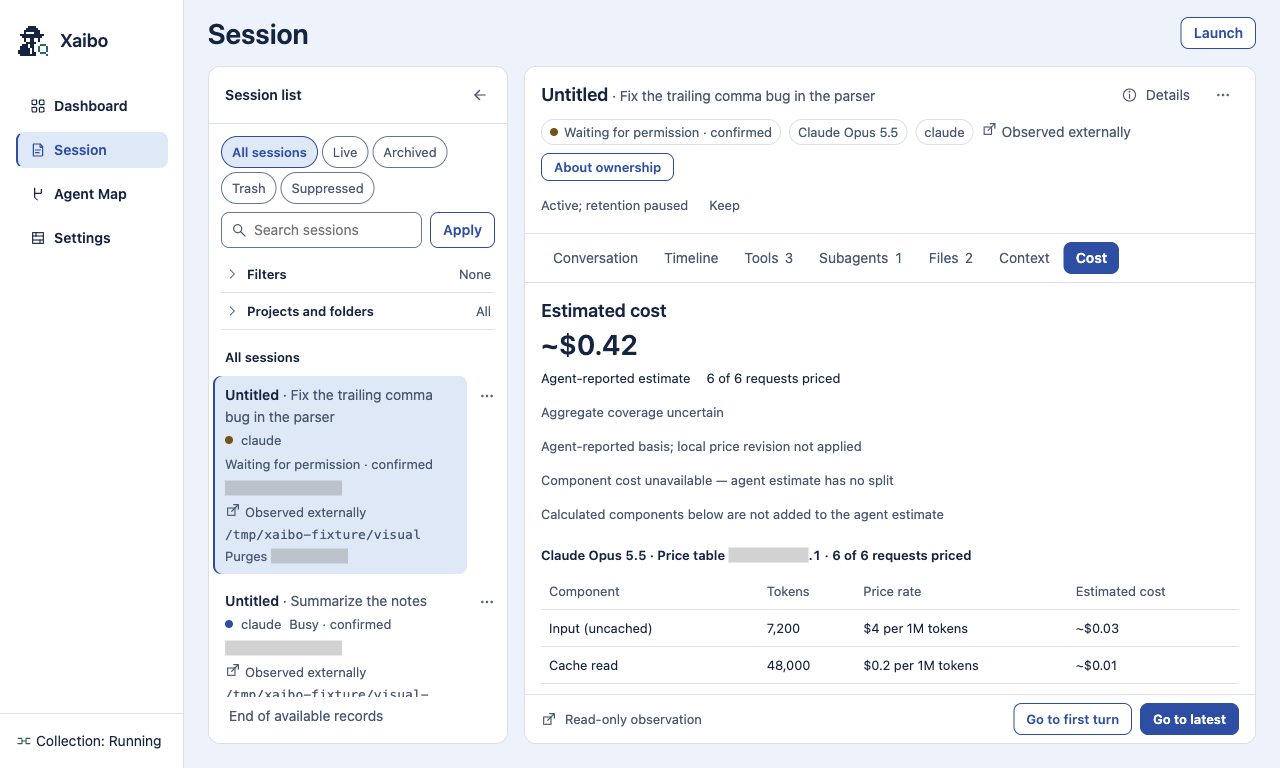 Xaibo
Dashboard
Session
Agent Map
Settings
Collection: Running
Session
Launch
Session list
All sessions
Live
Archived
Trash
Suppressed
Search sessions
Apply
Filters
None
Projects and folders
All
All sessions
Untitled · Fix the trailing comma
bug in the parser
claude
Waiting for permission · confirmed
Observed externally
/tmp/xaibo-fixture/visual
Purges
Untitled · Summarize the notes
claude Busy · confirmed
Observed externally
/tmp/xaibo-fixture/visual-
End of available records
Untitled · Fix the trailing comma bug in the parser
Details
Waiting for permission · confirmed
Claude Opus 5.5
claude
Observed externally
About ownership
Active; retention paused
Keep
Conversation
Timeline
Tools 3
Subagents 1
Files 2
Context
Cost
Estimated cost
~$0.42
Agent-reported estimate 6 of 6 requests priced
Aggregate coverage uncertain
Agent-reported basis; local price revision not applied
Component cost unavailable — agent estimate has no split
Calculated components below are not added to the agent estimate
Claude Opus 5.5 · Price table .1 · 6 of 6 requests priced
Component Tokens Price rate Estimated cost
Input (uncached) 7,200 $4 per 1M tokens ~$0.03
Cache read 48,000 $0.2 per 1M tokens ~$0.01
Read-only observation
Go to first turn
Go to latest